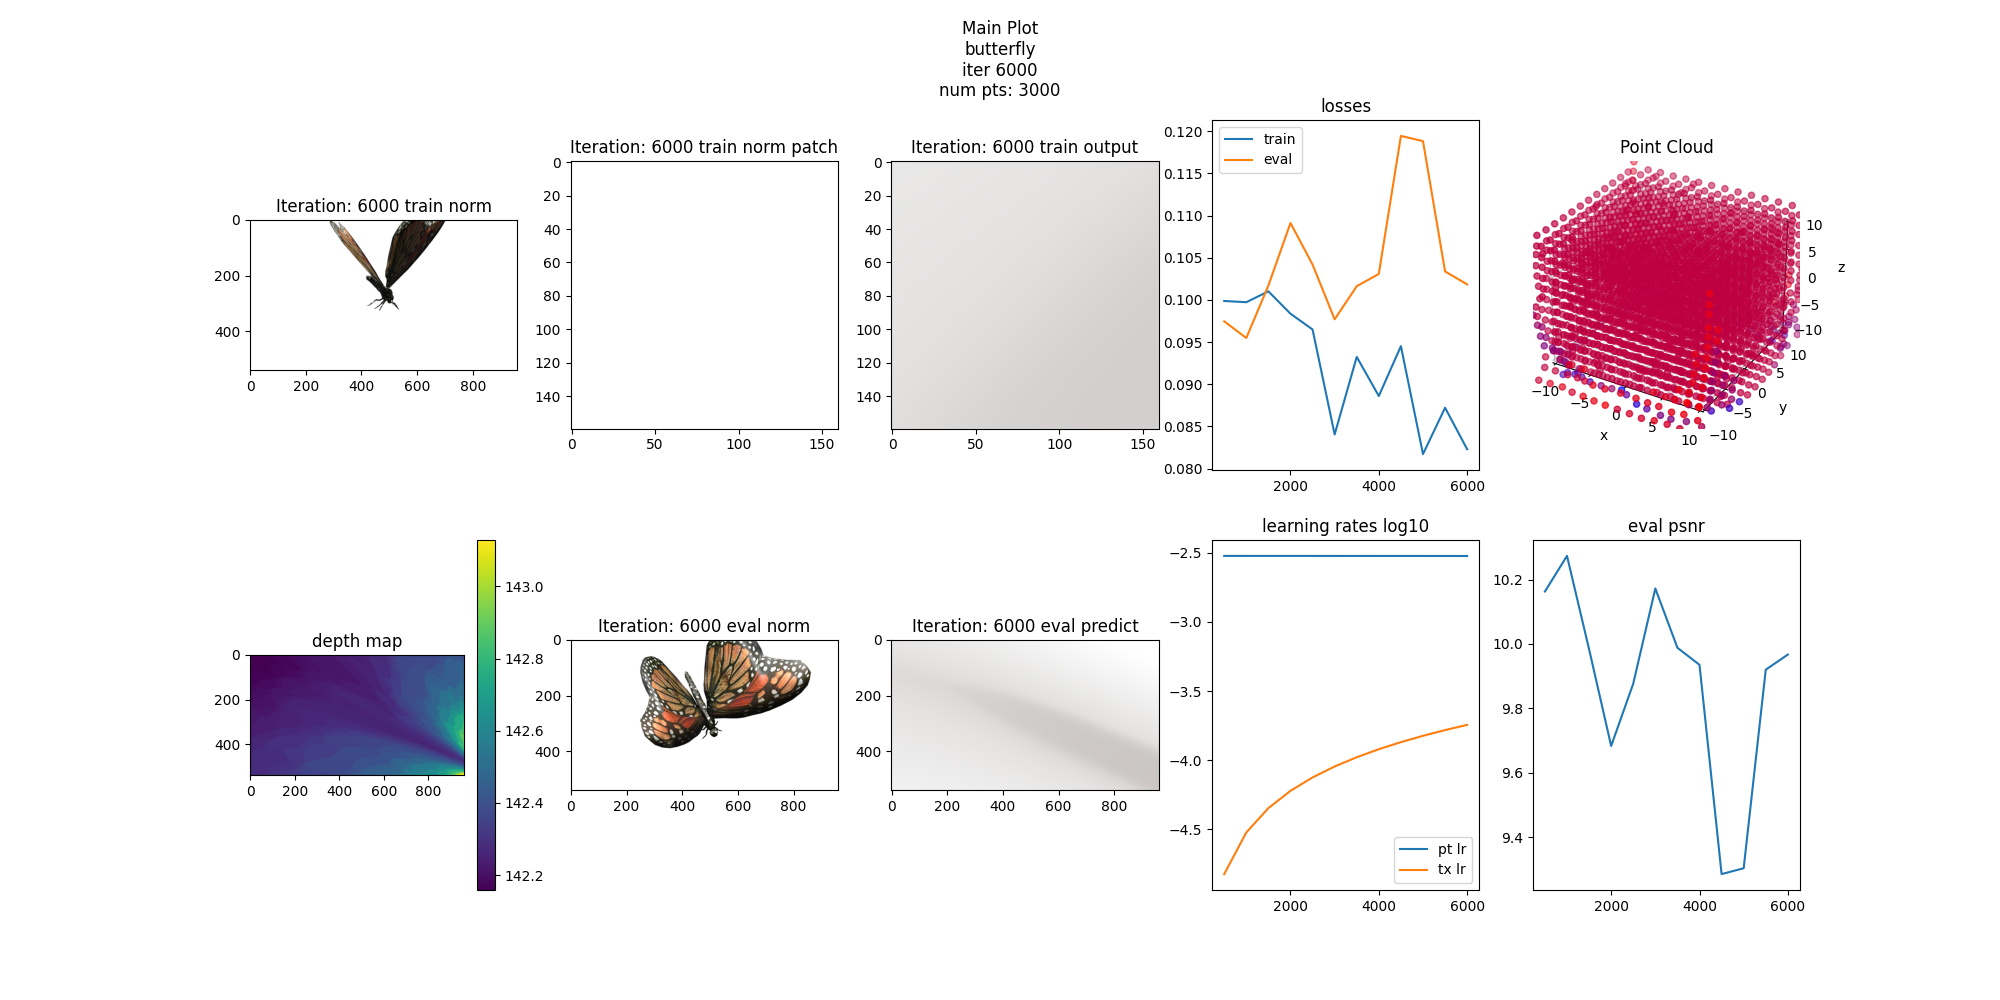 Main Plot
butterfly
iter 6000
num pts: 3000
Iteration: 6000 train norm
0
200
400
0 200 400 600 800
Iteration: 6000 train norm patch
0
20
40
60
80
100
120
140
0 50 100 150
Iteration: 6000 train output
0
20
40
60
80
100
120
140
0 50 100 150
losses
train
eval
0.120
0.115
0.110
0.105
0.100
0.095
0.090
0.085
0.080
2000 4000 6000
Point Cloud
10
5
0
−5
−10
z
10
5
0
−5
−10
y
−10
−5
0
5
10
x
depth map
0
200
400
0 200 400 600 800
143.0
142.8
142.6
142.4
142.2
Iteration: 6000 eval norm
0
200
400
0 200 400 600 800
Iteration: 6000 eval predict
0
200
400
0 200 400 600 800
learning rates log10
−2.5
−3.0
−3.5
−4.0
−4.5
pt lr
tx lr
2000 4000 6000
eval psnr
10.2
10.0
9.8
9.6
9.4
2000 4000 6000